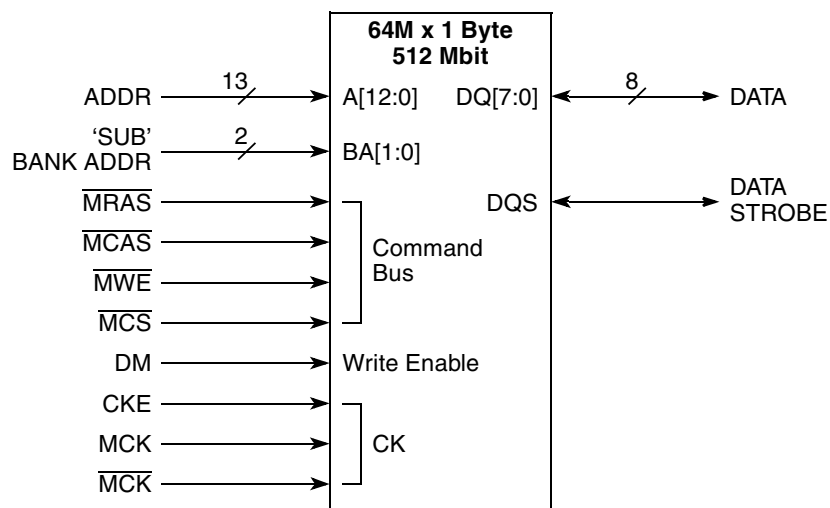 64M x 1 Byte
512 Mbit
ADDR 13 A[12:0] DQ[7:0] 8 DATA
'SUB'
BANK ADDR 2 BA[1:0]
MRAS DQS DATA
STROBE
MCAS Command
Bus
MWE
MCS
DM Write Enable
CKE
MCK CK
MCK